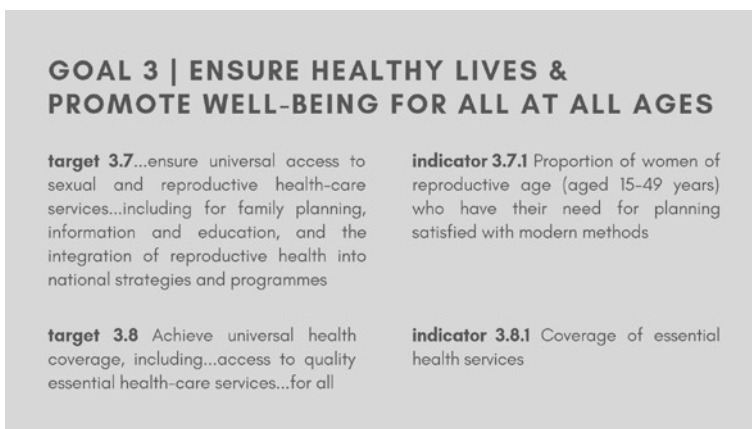 GOAL 3 | ENSURE HEALTHY LIVES &
PROMOTE WELL-BEING FOR ALL AT ALL AGES
target 3.7...ensure universal access to
sexual and reproductive health-care
services...including for family planning,
information and education, and the
integration of reproductive health into
national strategies and programmes
indicator 3.7.1 Proportion of women of
reproductive age (aged 15-49 years)
who have their need for planning
satisfied with modern methods
target 3.8 Achieve universal health
coverage, including...access to quality
essential health-care services...for all
indicator 3.8.1 Coverage of essential
health services